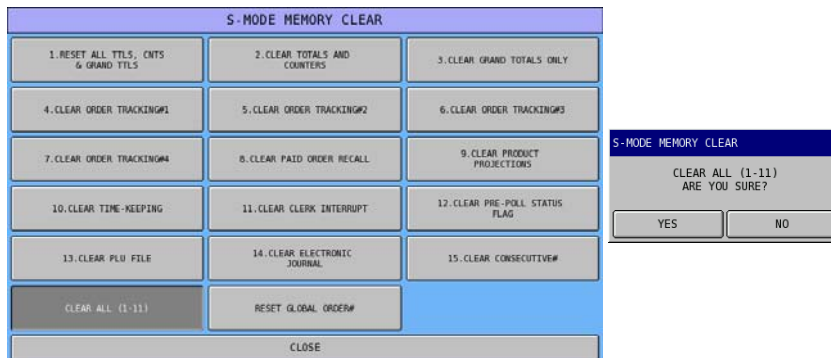 S-MODE MEMORY CLEAR
1.RESET ALL TTLS, CNTS
& GRAND TTLS
2.CLEAR TOTALS AND
COUNTERS
3.CLEAR GRAND TOTALS ONLY
4.CLEAR ORDER TRACKING#1
5.CLEAR ORDER TRACKING#2
6.CLEAR ORDER TRACKING#3
7.CLEAR ORDER TRACKING#4
8.CLEAR PAID ORDER RECALL
9.CLEAR PRODUCT
PROJECTIONS
10.CLEAR TIME-KEEPING
11.CLEAR CLERK INTERRUPT
12.CLEAR PRE-POLL STATUS
FLAG
13.CLEAR PLU FILE
14.CLEAR ELECTRONIC
JOURNAL
15.CLEAR CONSECUTIVE#
CLEAR ALL (1-11)
RESET GLOBAL ORDER#
CLOSE
S-MODE MEMORY CLEAR
CLEAR ALL (1-11)
ARE YOU SURE?
YES
NO